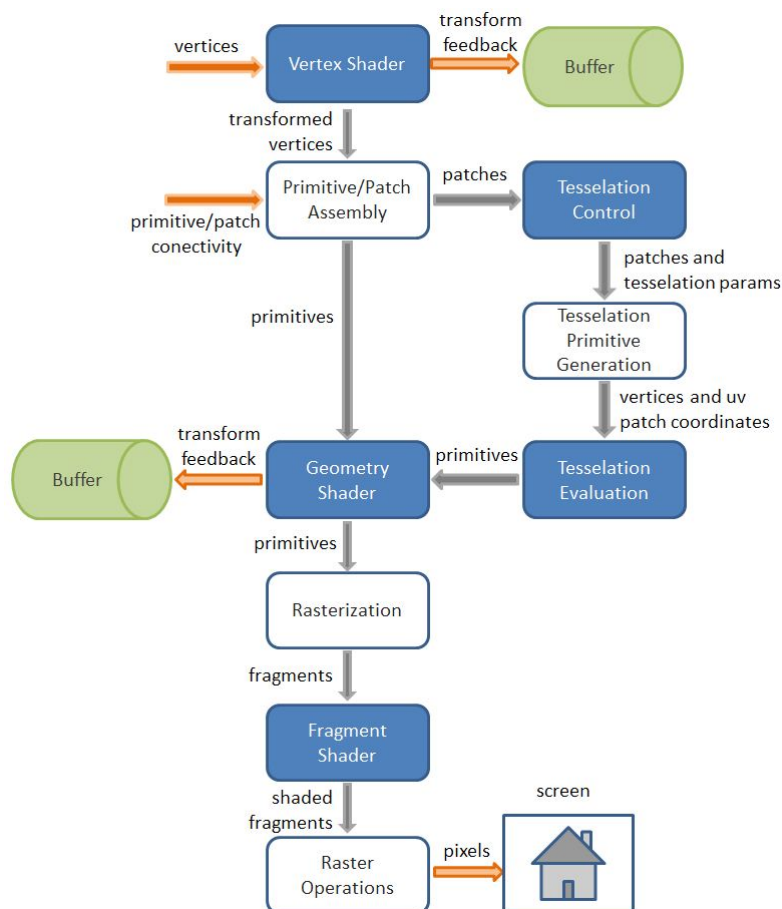 vertices
Vertex Shader
transform
feedback
Buffer
transformed
vertices
primitive/patch
conectivity
Primitive/Patch
Assembly
patches
Tesselation
Control
patches and
tesselation params
primitives
Tesselation
Primitive
Generation
vertices and uv
patch coordinates
Buffer
transform
feedback
Geometry
Shader
primitives
Tesselation
Evaluation
primitives
Rasterization
fragments
Fragment
Shader
shaded
fragments
Raster
Operations
pixels
screen